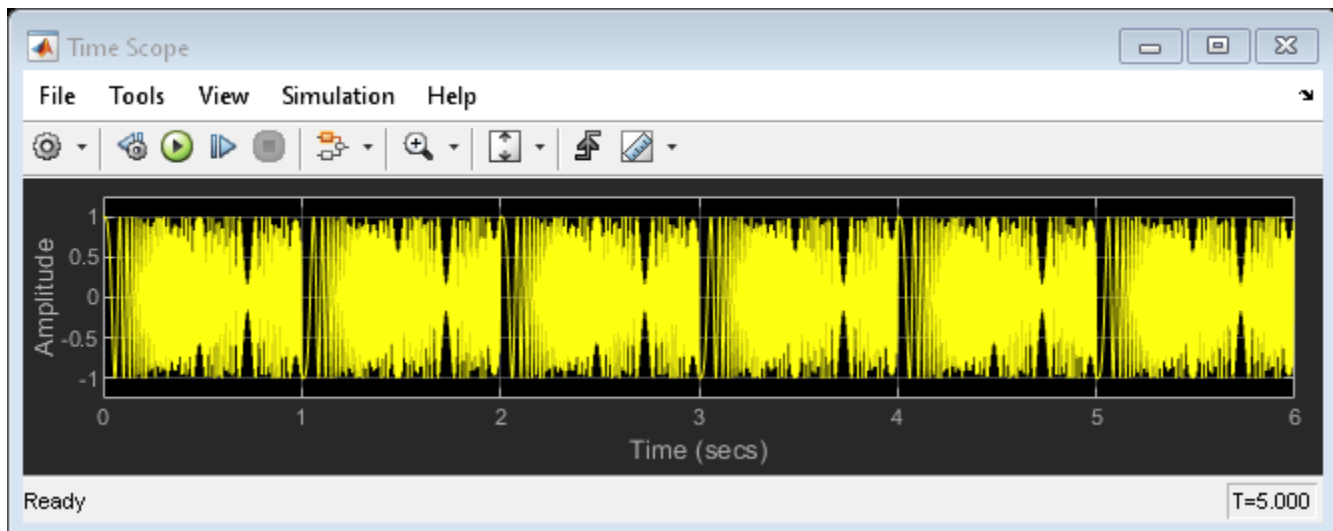 Time Scope
File Tools View Simulation Help
Amplitude
1
0.5
0
-0.5
-1
0 1 2 3 4 5 6
Time (secs)
Ready T=5.000